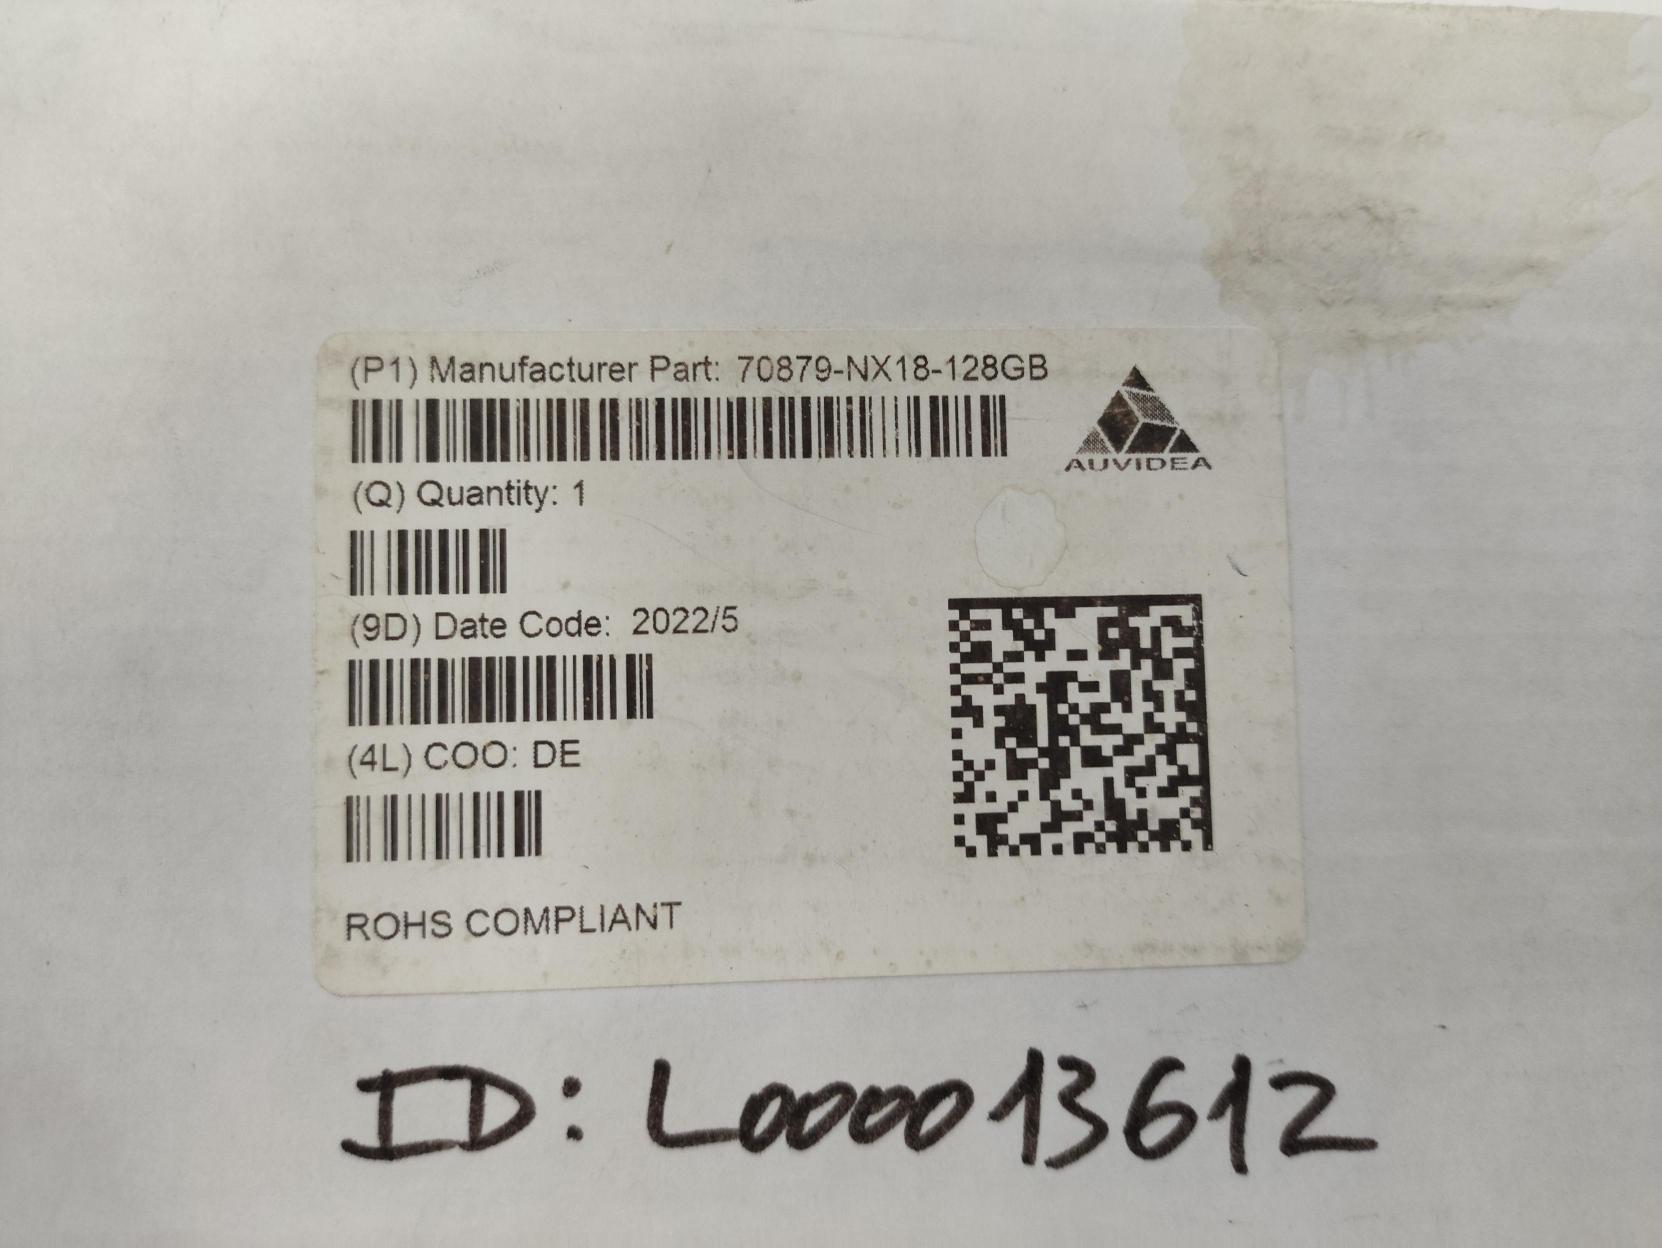 (P1) Manufacturer Part: 70879-NX18-128GB
AUVIDEA
(Q) Quantity: 1
(9D) Date Code: 2022/5
(4L) COO: DE
ROHS COMPLIANT
ID: L000013612